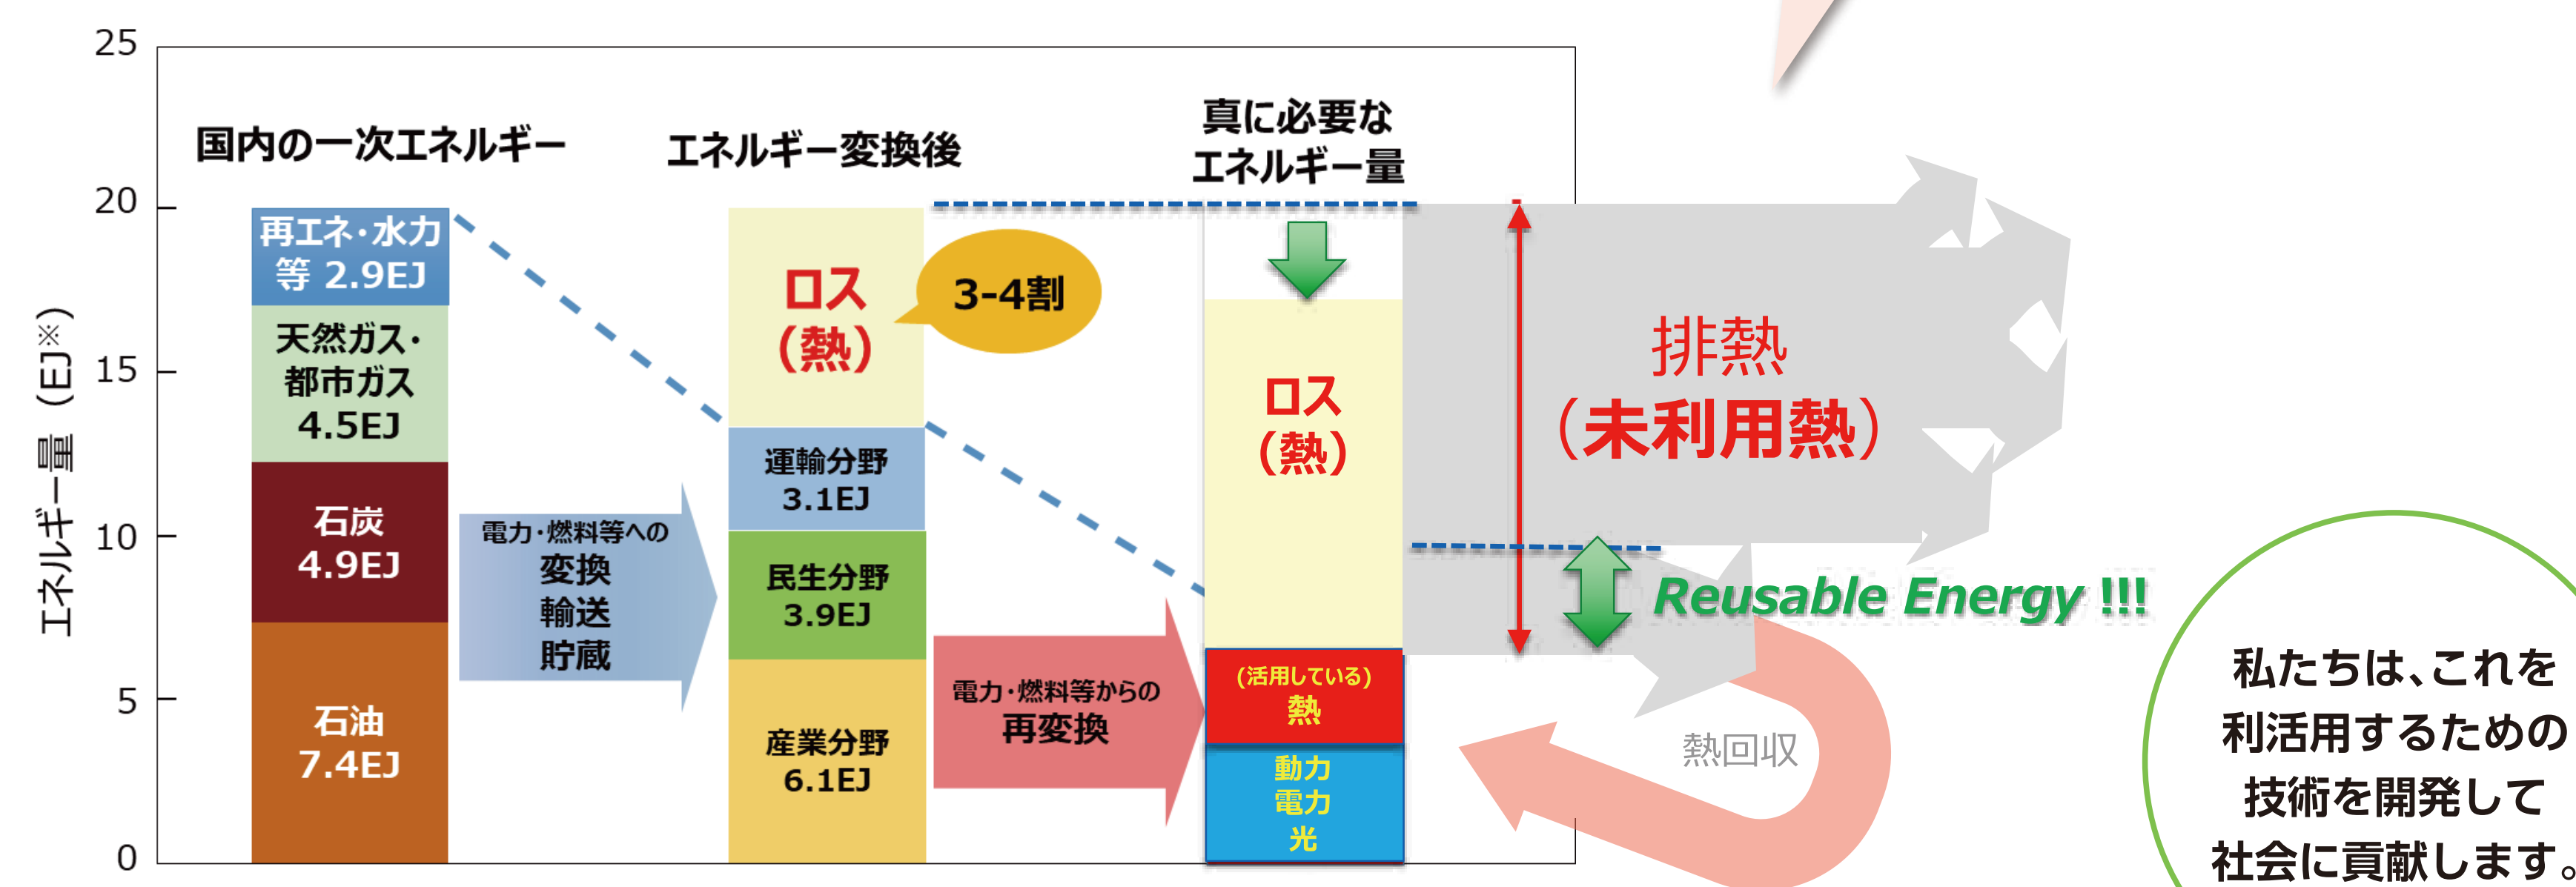 25
20
15
10
5
0
エネルギー量（EJ※）
国内の一次エネルギー
再エネ・水力
等 2.9EJ
天然ガス・
都市ガス
4.5EJ
石炭
4.9EJ
石油
7.4EJ
電力・燃料等への
変換
輸送
貯蔵
エネルギー変換後
ロス
(熱)
3-4割
運輸分野
3.1EJ
民生分野
3.9EJ
産業分野
6.1EJ
電力・燃料等からの
再変換
真に必要な
エネルギー量
ロス
(熱)
(活用している)
熱
動力
電力
光
排熱
（未利用熱）
Reusable Energy !!!
熱回収
私たちは、これを
利活用するための
技術を開発して
社会に貢献します。